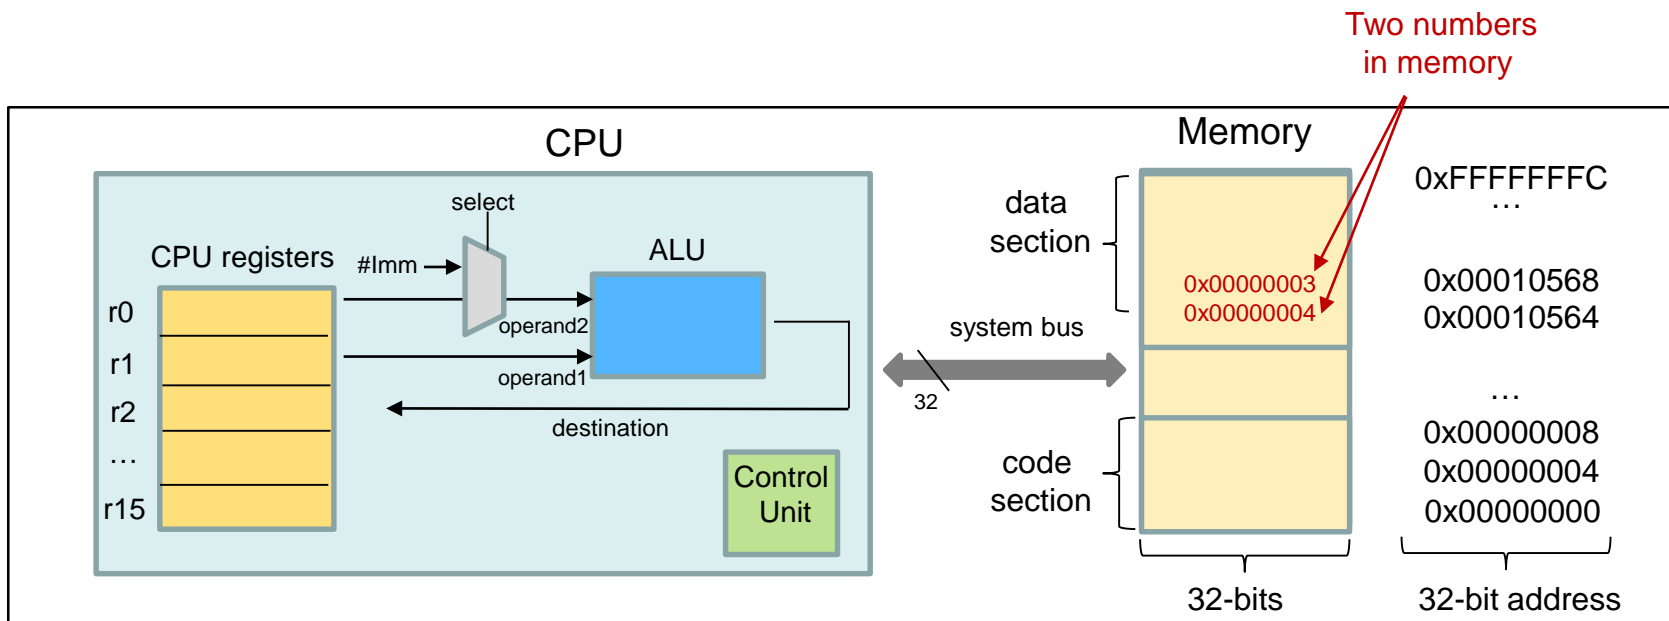 Two numbers
in memory
CPU
Memory
select
CPU registers
#Imm
ALU
r0
r1
r2
…
r15
operand2
operand1
destination
Control
Unit
system bus
32
data
section
code
section
0x00000003
0x00000004
0xFFFFFFFC
…
0x00010568
0x00010564
…
0x00000008
0x00000004
0x00000000
32-bits
32-bit address